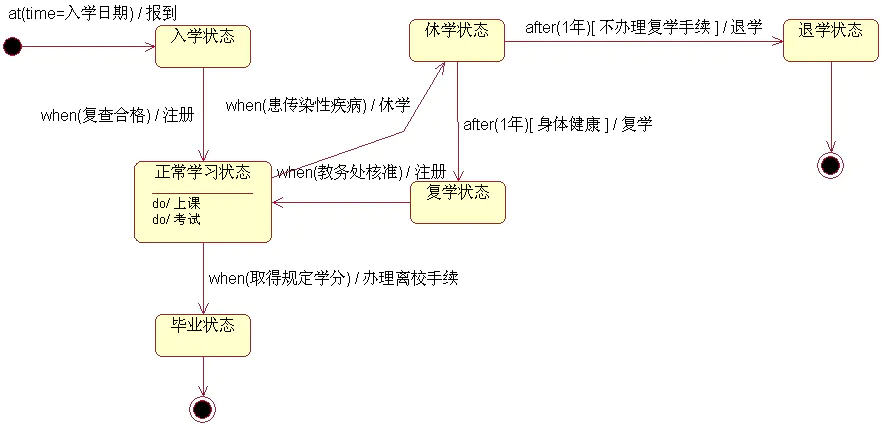 at(time=入学日期) / 报到
入学状态
休学状态
after(1年)[ 不办理复学手续 ] / 退学
退学状态
when(复查合格) / 注册
when(患传染性疾病) / 休学
after(1年)[ 身体健康 ] / 复学
正常学习状态
do/ 上课
do/ 考试
when(教务处核准) / 注册
复学状态
when(取得规定学分) / 办理离校手续
毕业状态